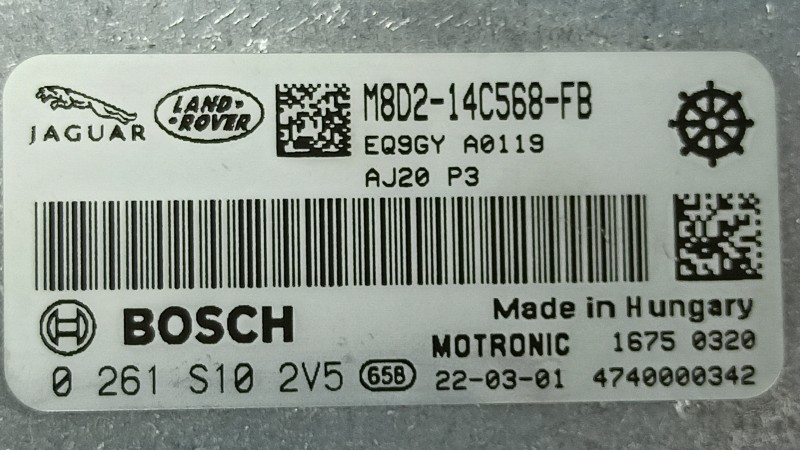 JAGUAR
LAND-
-ROVER
M8D2-14C568-FB
EQ9GY A0119
AJ20 P3
BOSCH
Made in Hungary
MOTRONIC 1675 0320
0 261 S10 2V5 65B 22-03-01 4740000342